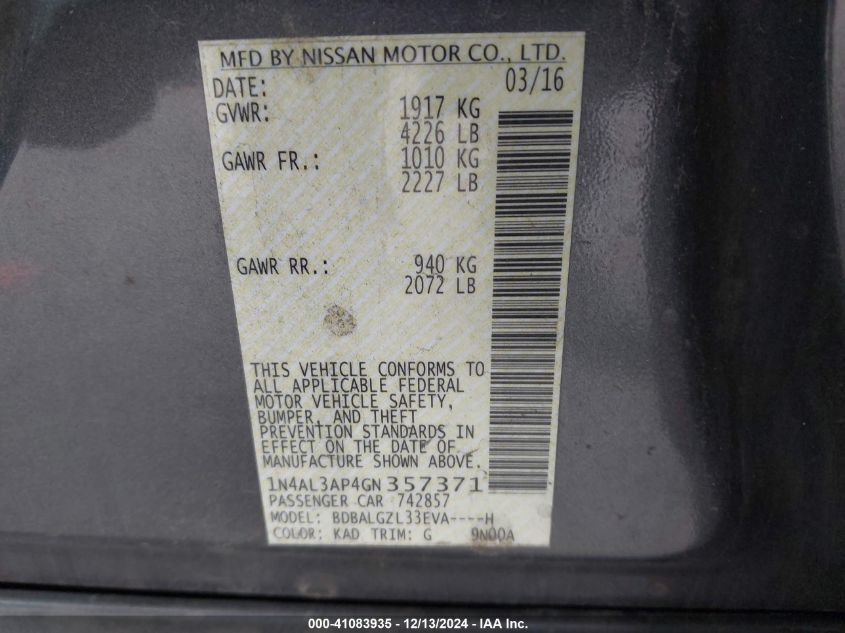 MFD BY NISSAN MOTOR CO., LTD.
DATE: 03/16
GVWR: 1917 KG
4226 LB
GAWR FR.: 1010 KG
2227 LB
GAWR RR.: 940 KG
2072 LB
THIS VEHICLE CONFORMS TO
ALL APPLICABLE FEDERAL
MOTOR VEHICLE SAFETY,
BUMPER, AND THEFT
PREVENTION STANDARDS IN
EFFECT ON THE DATE OF
MANUFACTURE SHOWN ABOVE.
1N4AL3AP4GN357371
PASSENGER CAR 742857
MODEL: BDBALGZL33EVA----H
COLOR: KAD TRIM: G 9N00A
000-41083935 - 12/13/2024 - IAA Inc.